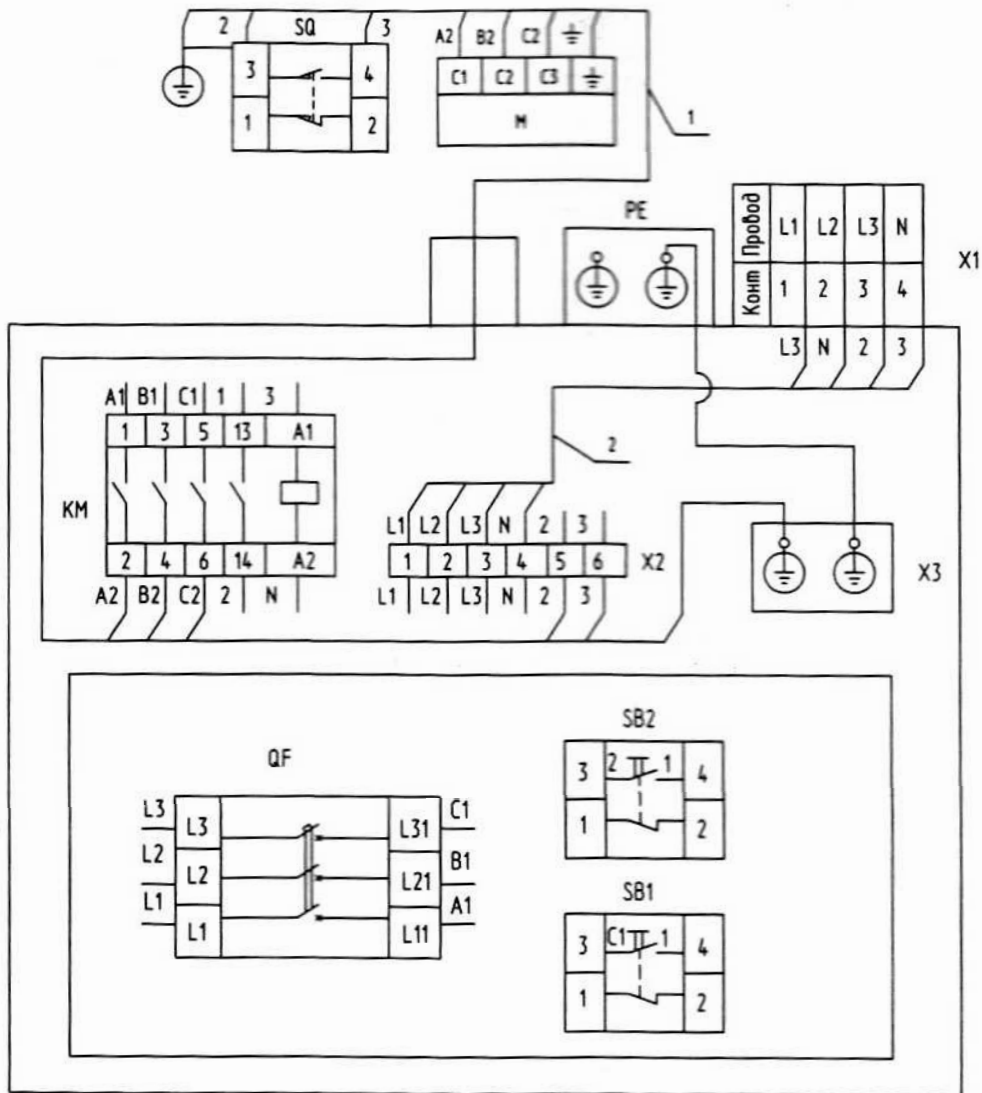 2 SQ 3
3 4
1 2
A2 B2 C2
C1 C2 C3
M
1
PE
Провод L1 L2 L3 N
Конт 1 2 3 4
X1
L3 N 2 3
A1 B1 C1 1 3
1 3 5 13 A1
KM
2 4 6 14 A2
A2 B2 C2 2 N
2
L1 L2 L3 N 2 3
1 2 3 4 5 6
X2
L1 L2 L3 N 2 3
X3
QF
L3 L3 L31 C1
L2 L2 L21 B1
L1 L1 L11 A1
SB2
3 2 1 4
1 2
SB1
3 C1 1 4
1 2